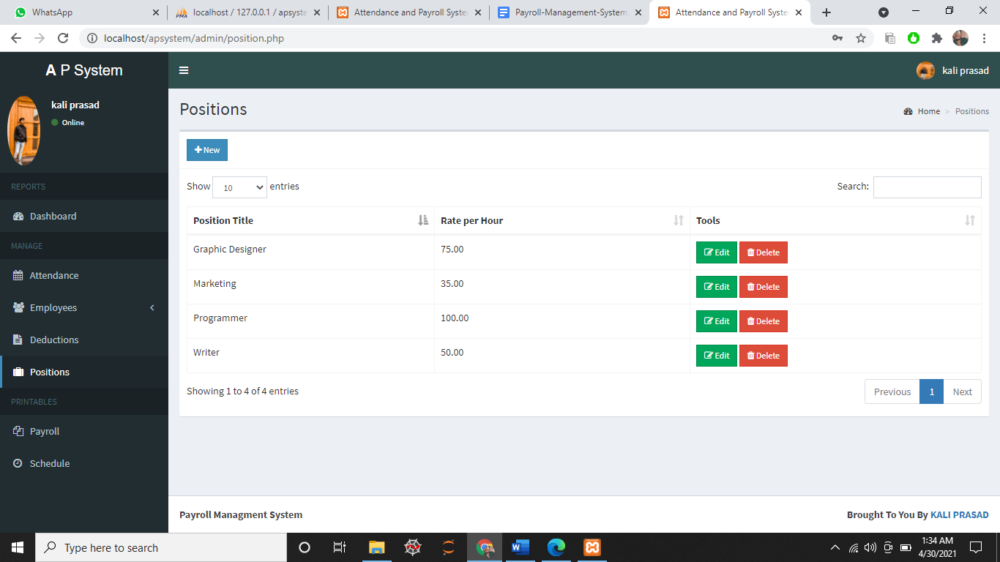 WhatsApp
localhost / 127.0.0.1 / apsyste
Attendance and Payroll Syste
Payroll-Management-System
Attendance and Payroll Syste
localhost/apsystem/admin/position.php
A P System
kali prasad
kali prasad
Online
Positions
Home > Positions
New
REPORTS
Show 10 entries
Search:
Dashboard
Position Title Rate per Hour Tools
MANAGE
Graphic Designer 75.00 Edit Delete
Attendance
Marketing 35.00 Edit Delete
Employees
Programmer 100.00 Edit Delete
Deductions
Writer 50.00 Edit Delete
Positions
Showing 1 to 4 of 4 entries
Previous 1 Next
PRINTABLES
Payroll
Schedule
Payroll Managment System
Brought To You By KALI PRASAD
Type here to search
1:34 AM
4/30/2021